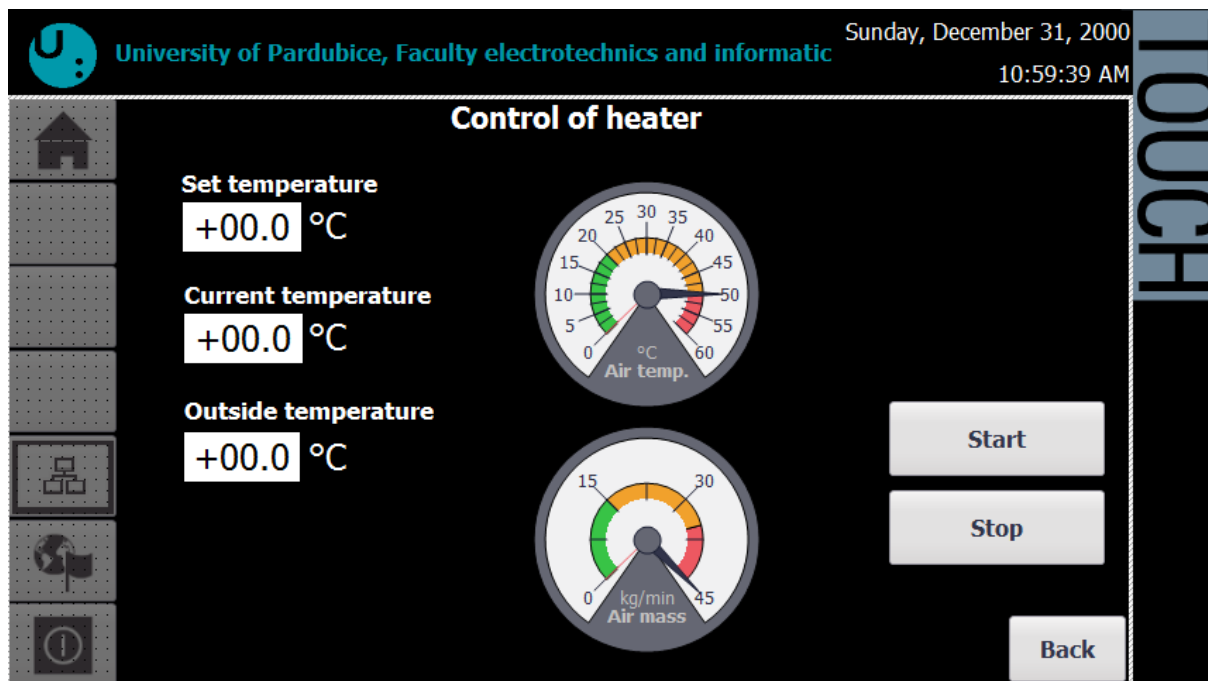 University of Pardubice, Faculty electrotechnics and informatic
Sunday, December 31, 2000
10:59:39 AM
TOUCH
Control of heater
Set temperature
+00.0 °C
Current temperature
+00.0 °C
Outside temperature
+00.0 °C
0 5 10 15 20 25 30 35 40 45 50 55 60
°C
Air temp.
0 15 30 45
kg/min
Air mass
Start
Stop
Back